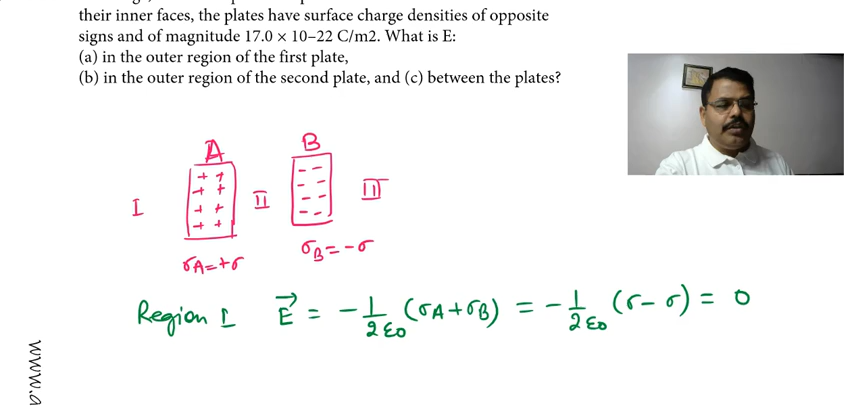 their inner faces, the plates have surface charge densities of opposite
signs and of magnitude 17.0 × 10–22 C/m2. What is E:
(a) in the outer region of the first plate,
(b) in the outer region of the second plate, and (c) between the plates?
A B
+ + - -
+ + - -
+ + - -
+ + - -
I II III
σA=+σ σB=-σ
Region I E⃗ = -1/2ε0 (σA+σB) = -1/2ε0 (σ-σ) = 0